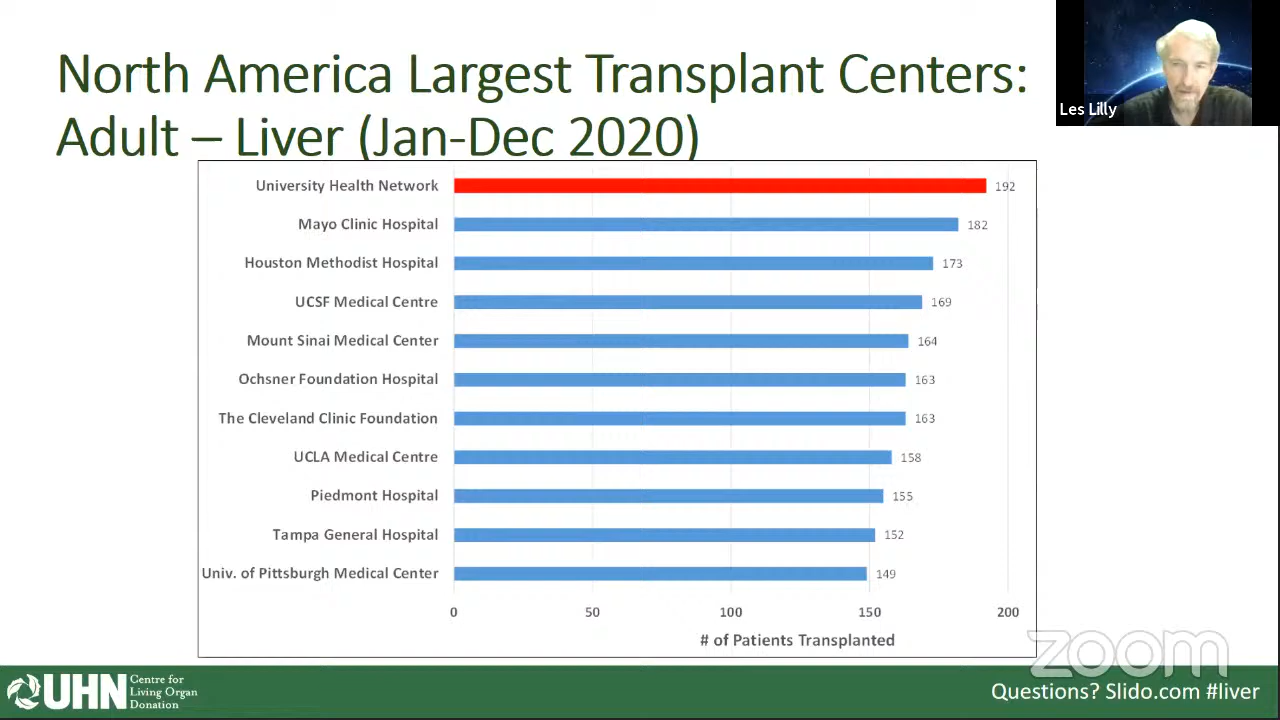 North America Largest Transplant Centers:
Adult – Liver (Jan-Dec 2020)
Les Lilly
University Health Network 192
Mayo Clinic Hospital 182
Houston Methodist Hospital 173
UCSF Medical Centre 169
Mount Sinai Medical Center 164
Ochsner Foundation Hospital 163
The Cleveland Clinic Foundation 163
UCLA Medical Centre 158
Piedmont Hospital 155
Tampa General Hospital 152
Univ. of Pittsburgh Medical Center 149
0 50 100 150 200
# of Patients Transplanted
zoom
UHN
Centre for
Living Organ
Donation
Questions? Slido.com #liver